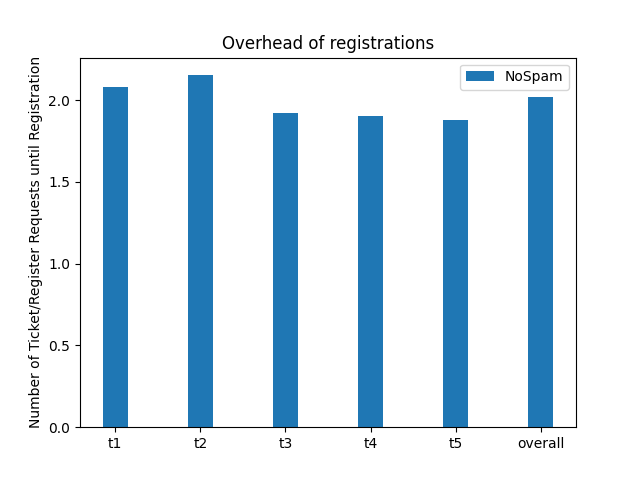 Overhead of registrations
NoSpam
Number of Ticket/Register Requests until Registration
2.0
1.5
1.0
0.5
0.0
t1 t2 t3 t4 t5 overall